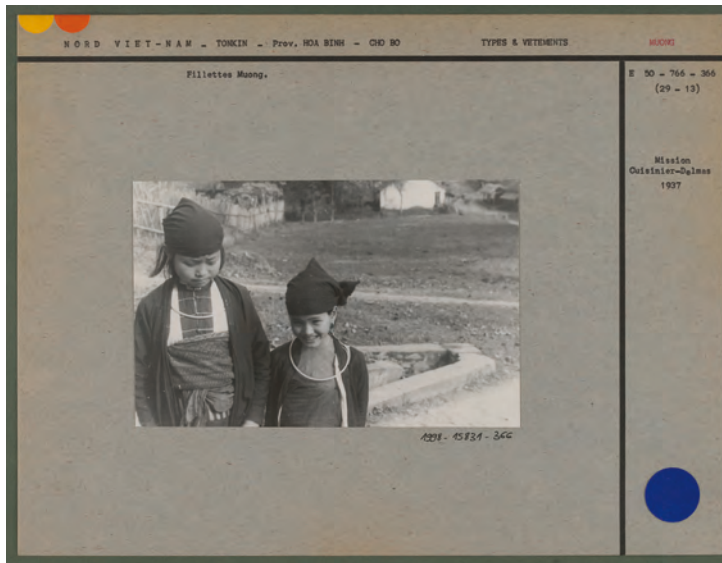 NORD VIET-NAM - TONKIN - Prov. HOA BINH - CHO BO TYPES & VETEMENTS MUONG
Fillettes Muong.
E 50 - 766 - 366
(29 - 13)
Mission
Cuisinier-Delmas
1937
1998-15831-366